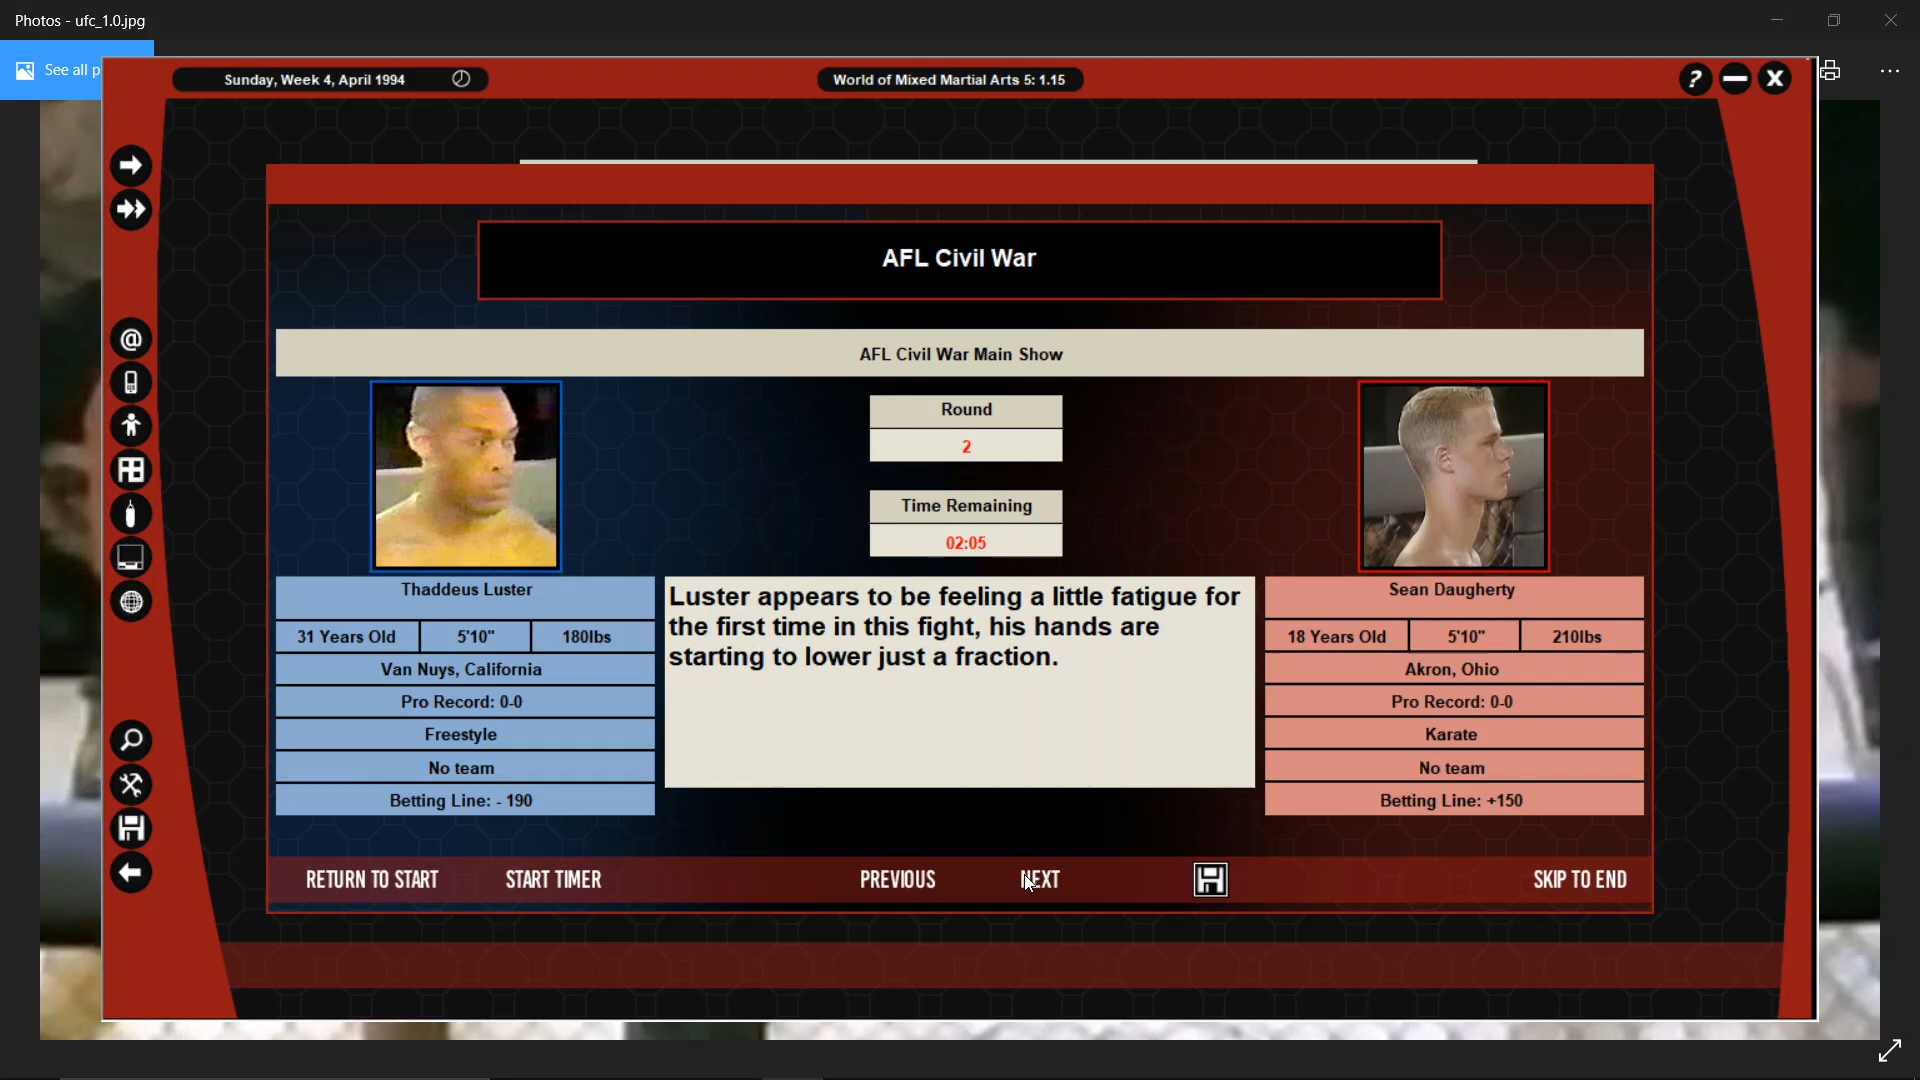 Photos - ufc_1.0.jpg
See all p
Sunday, Week 4, April 1994
World of Mixed Martial Arts 5: 1.15
?
X
@
AFL Civil War
AFL Civil War Main Show
Round
2
Time Remaining
02:05
Thaddeus Luster
31 Years Old 5'10" 180lbs
Van Nuys, California
Pro Record: 0-0
Freestyle
No team
Betting Line: - 190
Luster appears to be feeling a little fatigue for
the first time in this fight, his hands are
starting to lower just a fraction.
Sean Daugherty
18 Years Old 5'10" 210lbs
Akron, Ohio
Pro Record: 0-0
Karate
No team
Betting Line: +150
RETURN TO START START TIMER PREVIOUS NEXT SKIP TO END